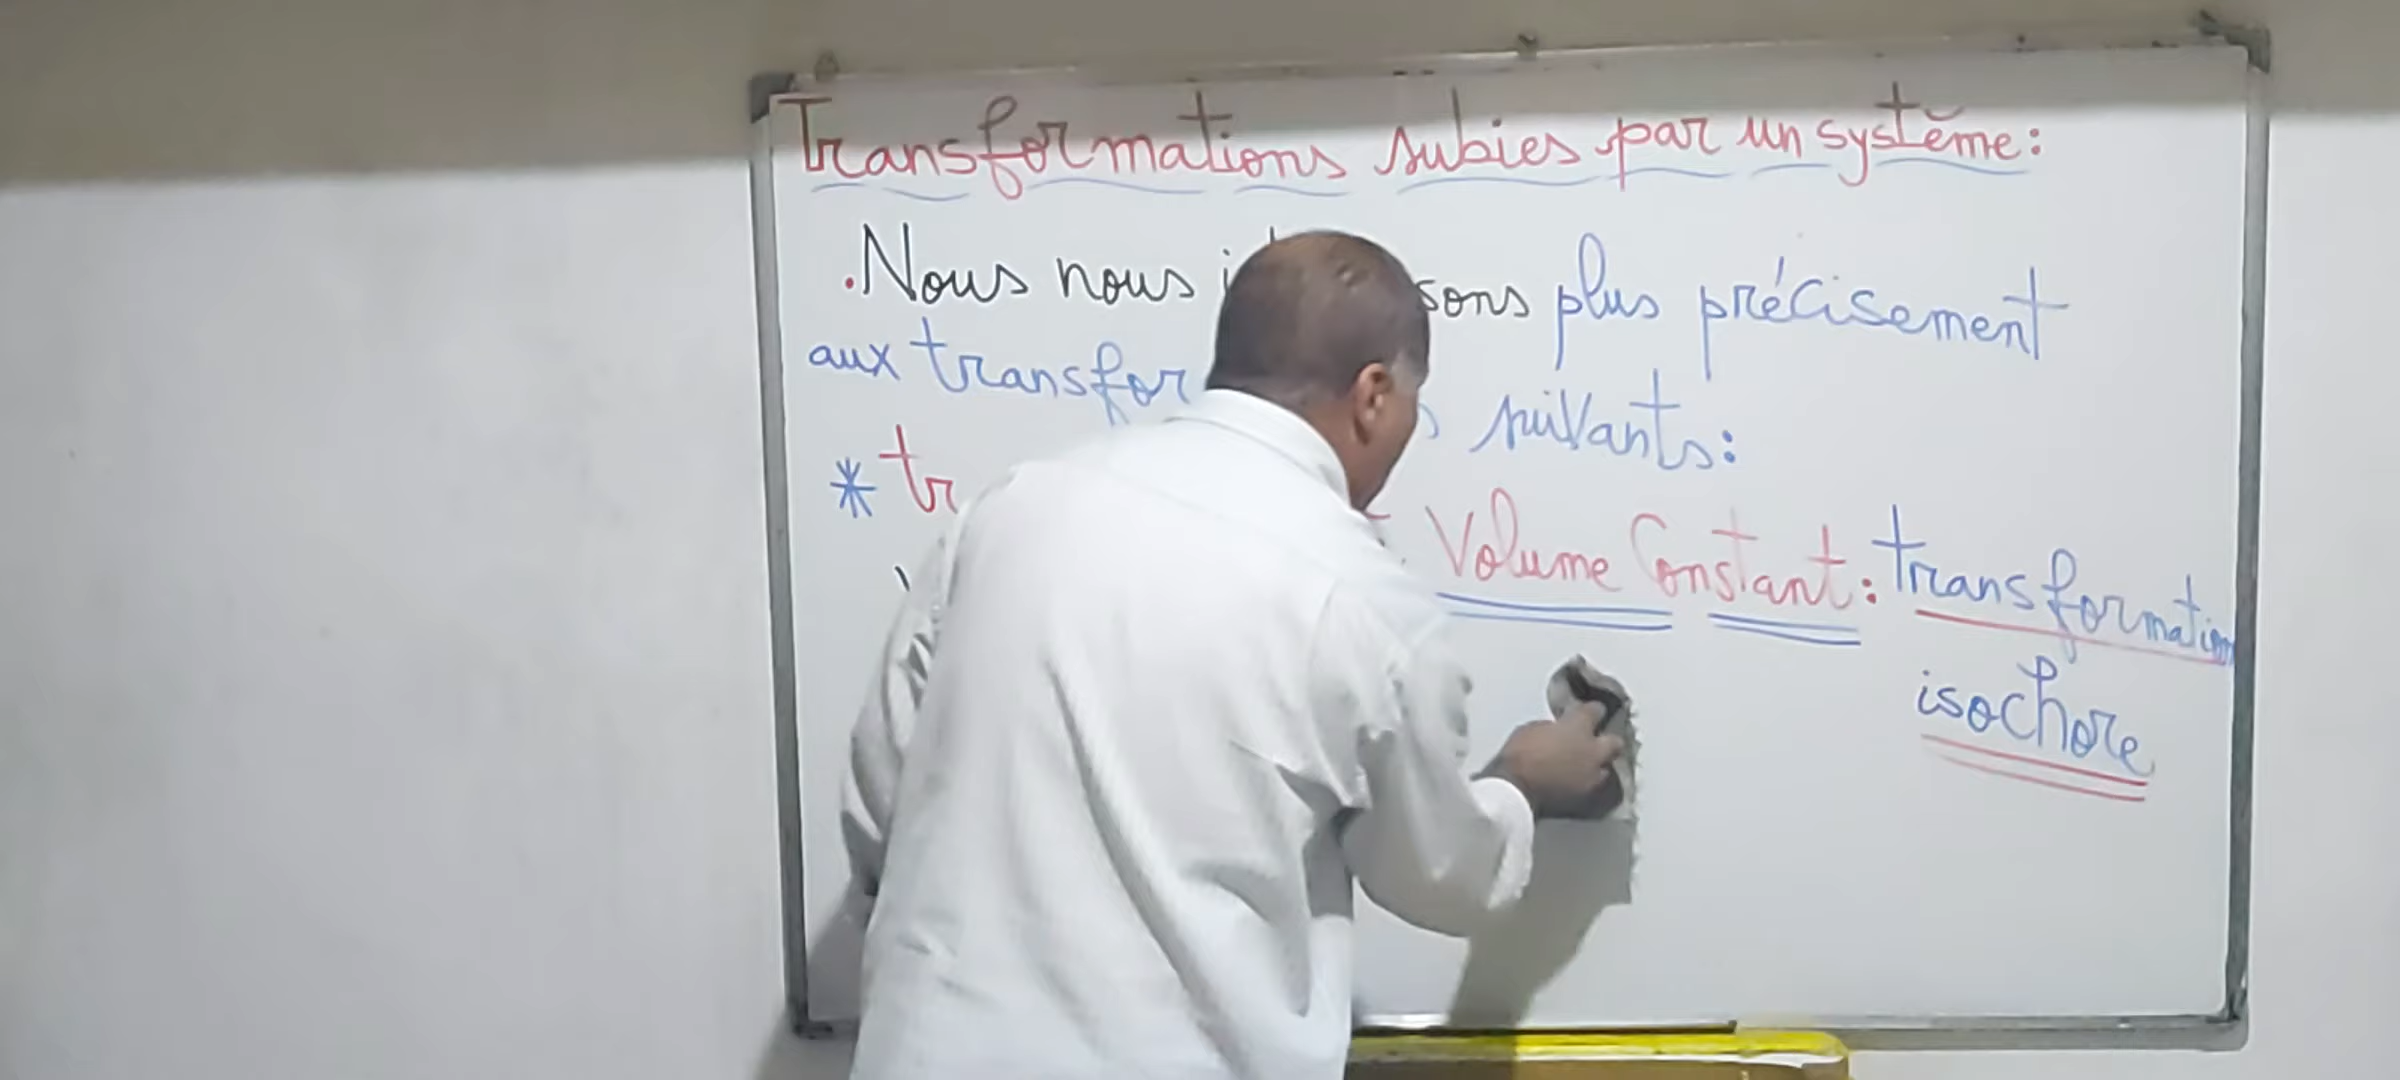 Transformations subies par un système:
. Nous nous sons plus précisement
aux transfor suivants:
* tr Volume Constant: transformation
isochore